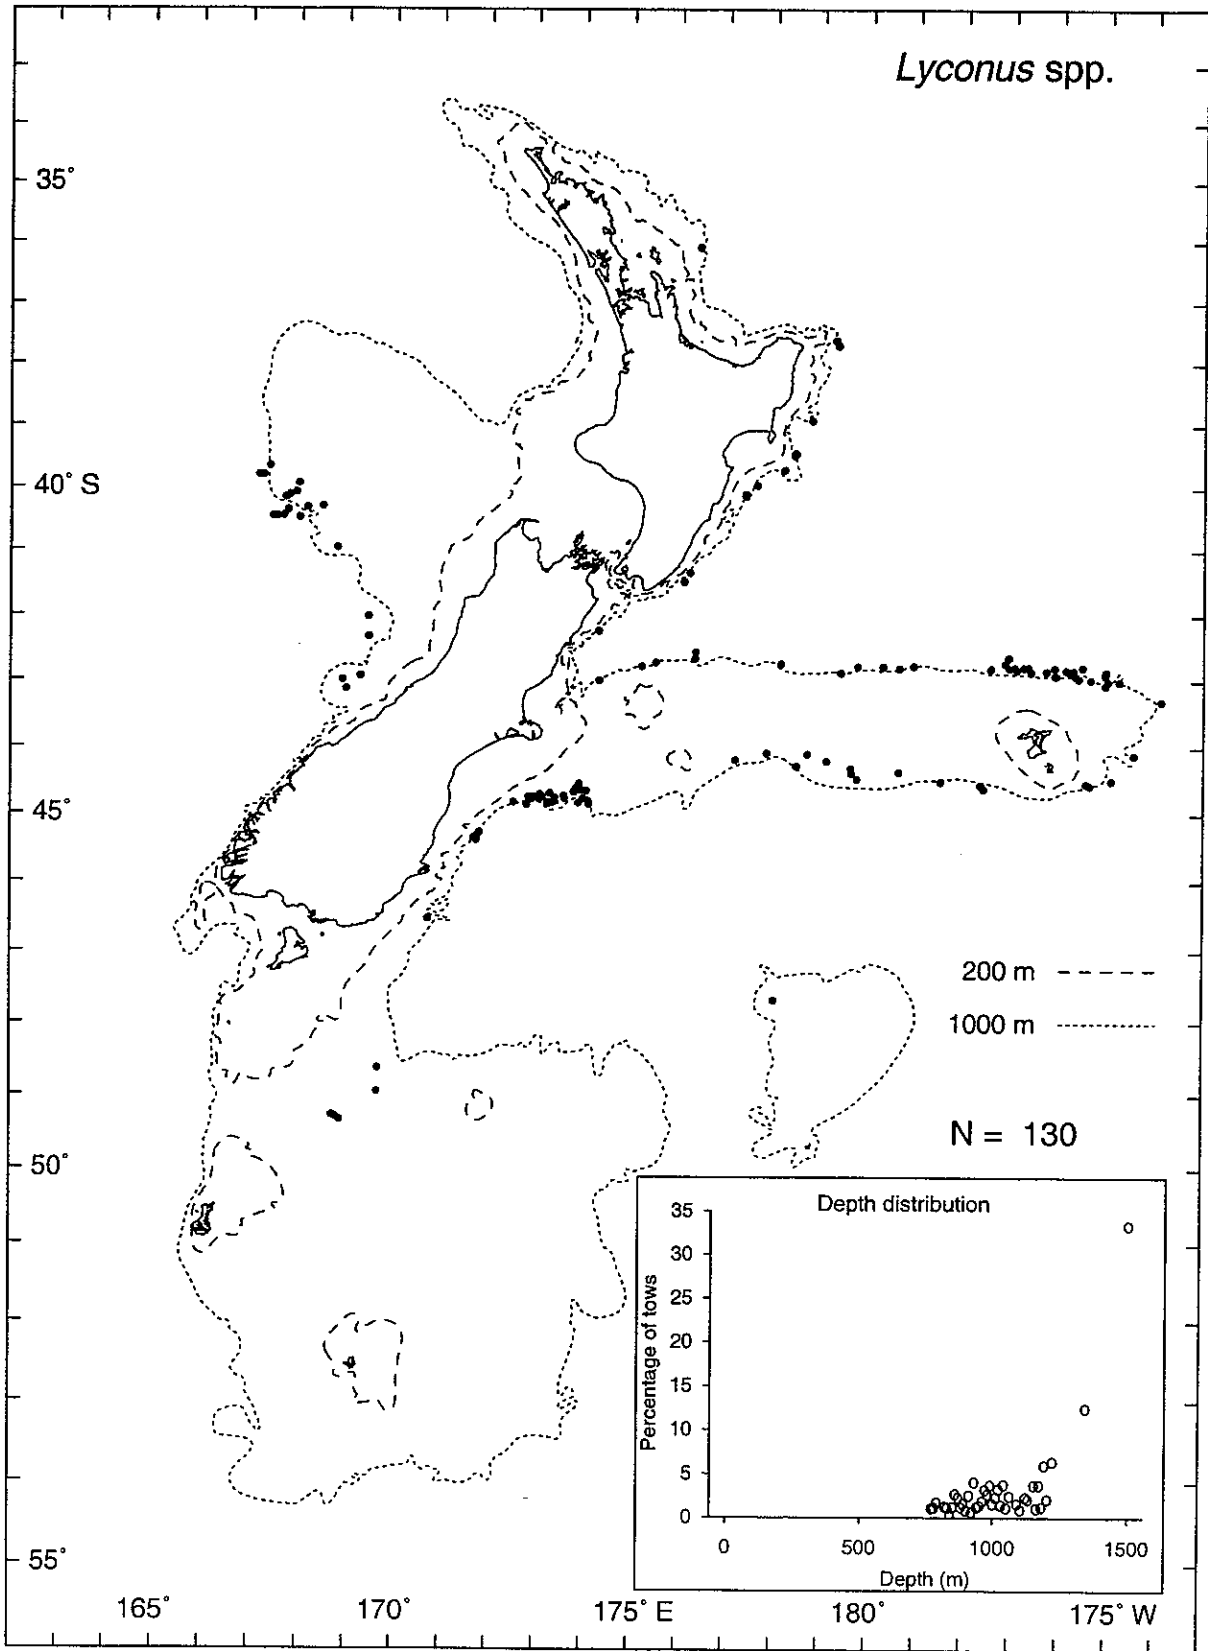 Lyconus spp.
35°
40° S
45°
50°
55°
200 m
1000 m
N = 130
Depth distribution
Percentage of tows
35
30
25
20
15
10
5
0
0 500 1000 1500
Depth (m)
165° 170° 175° E 180° 175° W